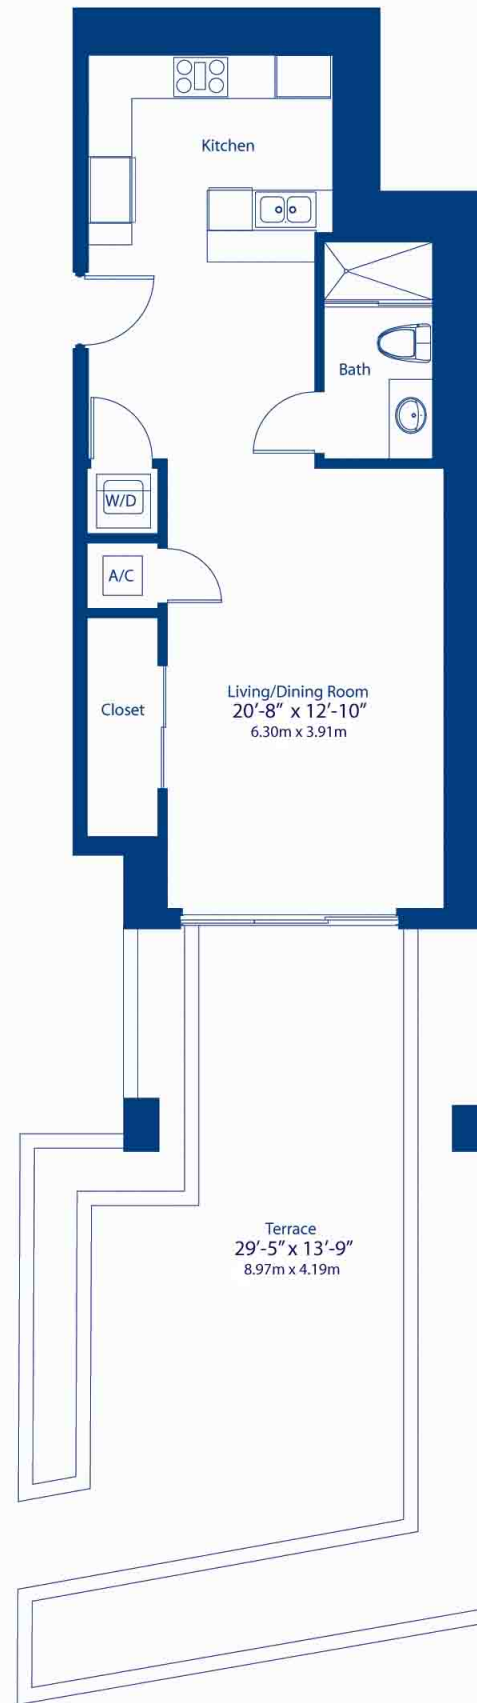 Kitchen
Bath
W/D
A/C
Closet
Living/Dining Room
20’-8” x 12’-10”
6.30m x 3.91m
Terrace
29’-5” x 13’-9”
8.97m x 4.19m